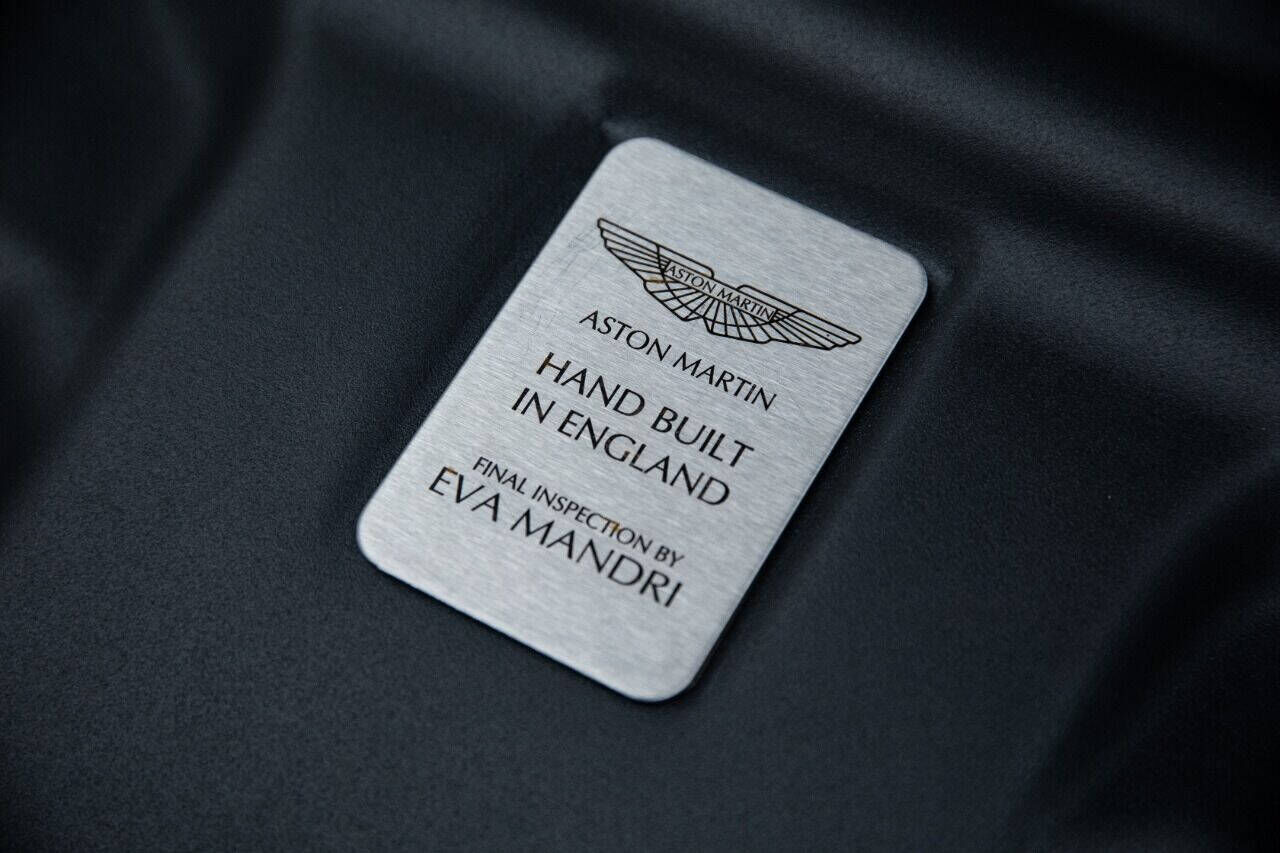 ASTON MARTIN
ASTON MARTIN
HAND BUILT
IN ENGLAND
FINAL INSPECTION BY
EVA MANDRI